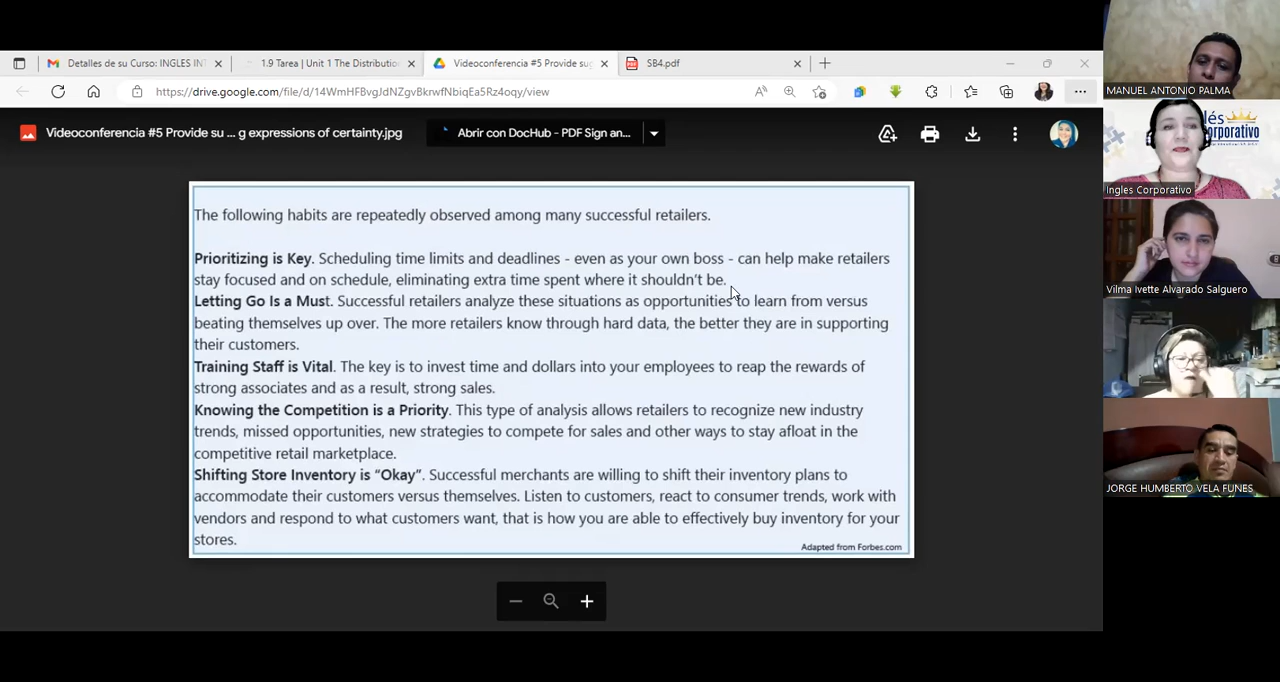 Detalles de su Curso: INGLES INT
1.9 Tarea | Unit 1 The Distributio
Videoconferencia #5 Provide sug
SB4.pdf
https://drive.google.com/file/d/14WmHFBvgJdNZgvBkrwfNbiqEa5Rz4oqy/view
Videoconferencia #5 Provide su ... g expressions of certainty.jpg
Abrir con DocHub - PDF Sign an...
The following habits are repeatedly observed among many successful retailers.
Prioritizing is Key. Scheduling time limits and deadlines - even as your own boss - can help make retailers
stay focused and on schedule, eliminating extra time spent where it shouldn't be.
Letting Go Is a Must. Successful retailers analyze these situations as opportunities to learn from versus
beating themselves up over. The more retailers know through hard data, the better they are in supporting
their customers.
Training Staff is Vital. The key is to invest time and dollars into your employees to reap the rewards of
strong associates and as a result, strong sales.
Knowing the Competition is a Priority. This type of analysis allows retailers to recognize new industry
trends, missed opportunities, new strategies to compete for sales and other ways to stay afloat in the
competitive retail marketplace.
Shifting Store Inventory is “Okay”. Successful merchants are willing to shift their inventory plans to
accommodate their customers versus themselves. Listen to customers, react to consumer trends, work with
vendors and respond to what customers want, that is how you are able to effectively buy inventory for your
stores.
Adapted from Forbes.com
MANUEL ANTONIO PALMA
Ingles Corporativo
Vilma Ivette Alvarado Salguero
JORGE HUMBERTO VELA FUNES